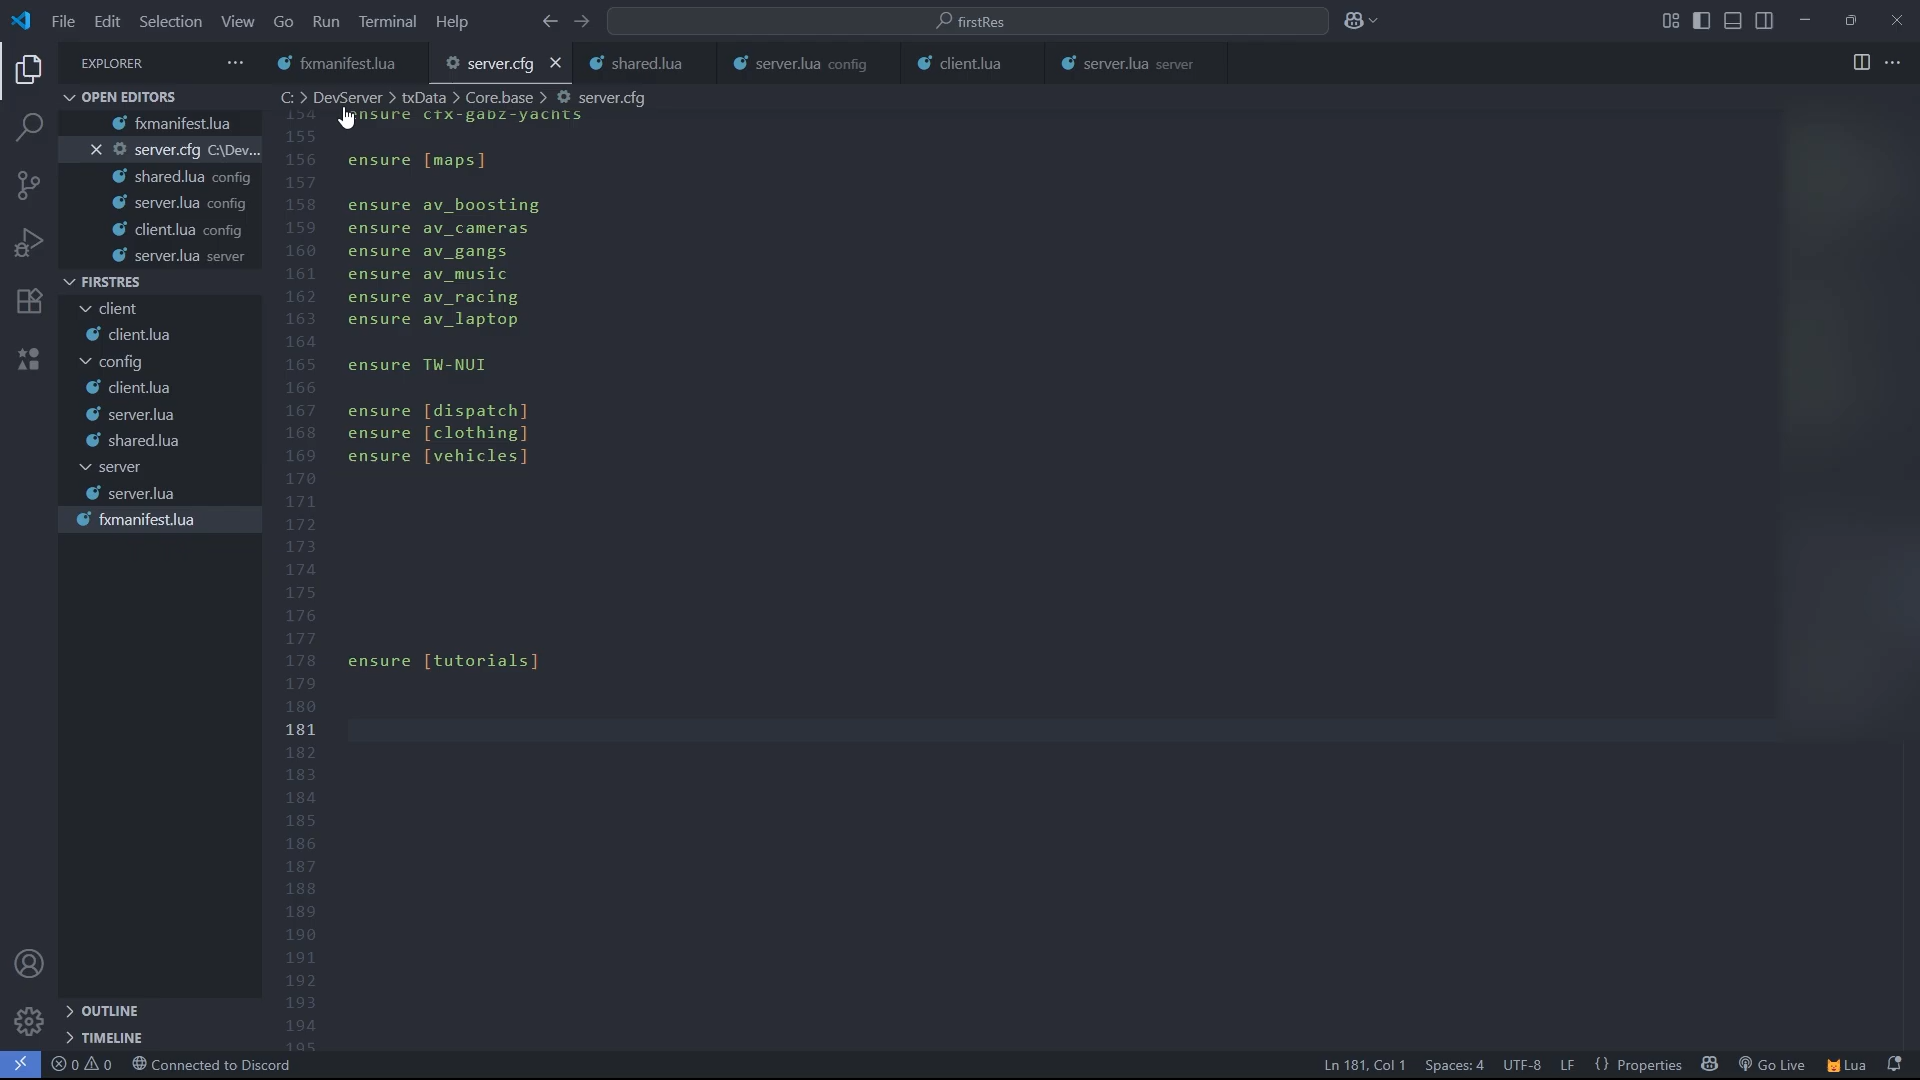 File Edit Selection View Go Run Terminal Help
firstRes
EXPLORER
fxmanifest.lua
server.cfg
shared.lua
server.lua config
client.lua
server.lua server
OPEN EDITORS
fxmanifest.lua
server.cfg C:\Dev...
shared.lua config
server.lua config
client.lua config
server.lua server
FIRSTRES
client
client.lua
config
client.lua
server.lua
shared.lua
server
server.lua
fxmanifest.lua
OUTLINE
TIMELINE
C: > DevServer > txData > Core.base > server.cfg
154 ensure cfx-gabz-yachts
155
156 ensure [maps]
157
158 ensure av_boosting
159 ensure av_cameras
160 ensure av_gangs
161 ensure av_music
162 ensure av_racing
163 ensure av_laptop
164
165 ensure TW-NUI
166
167 ensure [dispatch]
168 ensure [clothing]
169 ensure [vehicles]
170
171
172
173
174
175
176
177
178 ensure [tutorials]
179
180
181
182
183
184
185
186
187
188
189
190
191
192
193
194
195
0 0 Connected to Discord
Ln 181, Col 1 Spaces: 4 UTF-8 LF {} Properties Go Live Lua